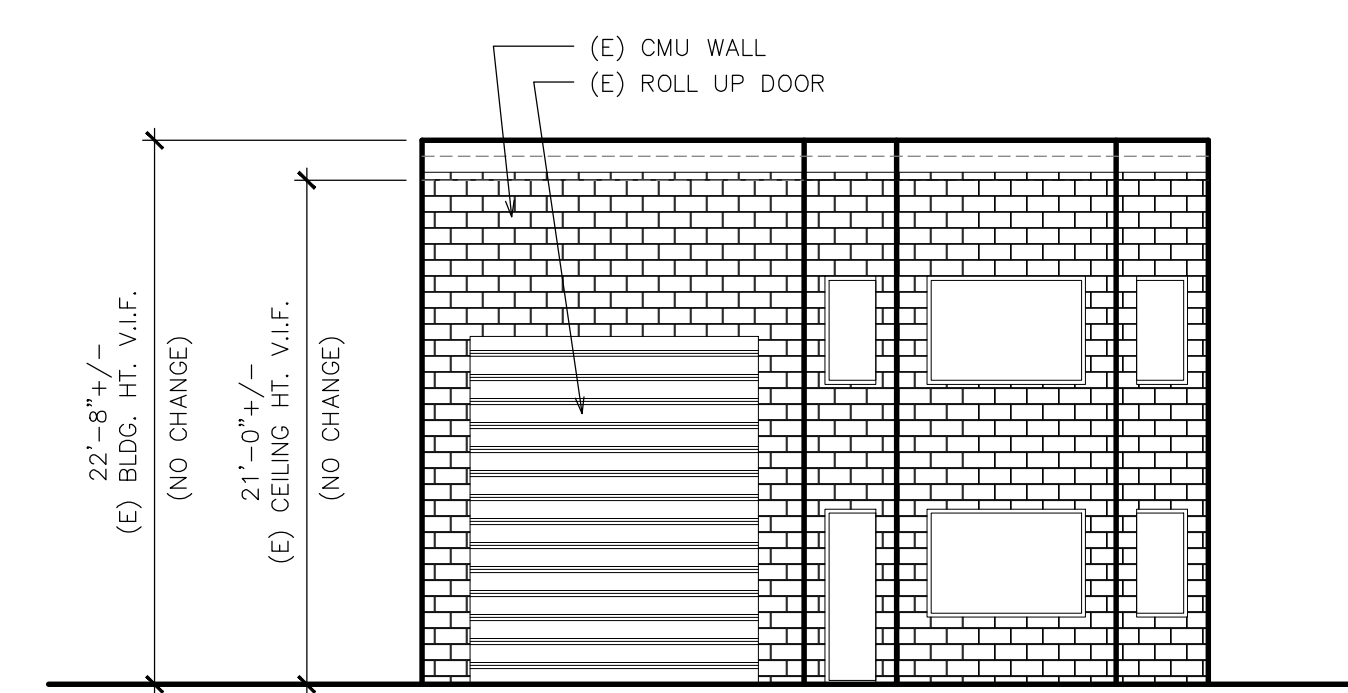 (E) CMU WALL
(E) ROLL UP DOOR
22'-8"+/-
(E) BLDG. HT. V.I.F.
(NO CHANGE)
21'-0"+/-
(E) CEILING HT. V.I.F.
(NO CHANGE)